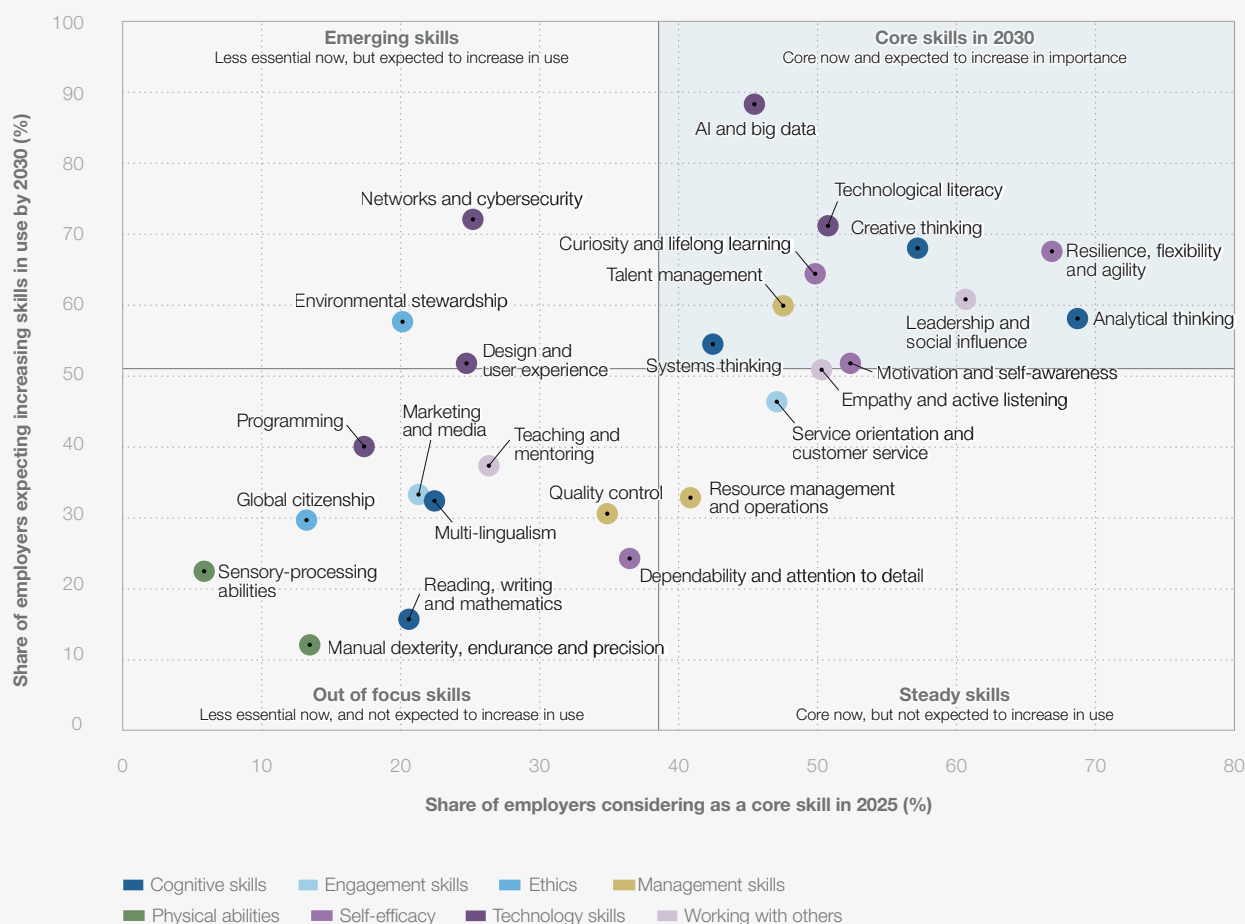 100
90
80
70
60
50
40
30
20
10
0
Share of employers expecting increasing skills in use by 2030 (%)
Emerging skills
Less essential now, but expected to increase in use
Core skills in 2030
Core now and expected to increase in importance
AI and big data
Technological literacy
Networks and cybersecurity
Creative thinking
Curiosity and lifelong learning
Resilience, flexibility
and agility
Talent management
Environmental stewardship
Leadership and
social influence
Analytical thinking
Design and
user experience
Systems thinking
Motivation and self-awareness
Empathy and active listening
Programming
Marketing
and media
Teaching and
mentoring
Service orientation and
customer service
Global citizenship
Quality control
Resource management
and operations
Multi-lingualism
Sensory-processing
abilities
Dependability and attention to detail
Reading, writing
and mathematics
Manual dexterity, endurance and precision
Out of focus skills
Less essential now, and not expected to increase in use
Steady skills
Core now, but not expected to increase in use
0 10 20 30 40 50 60 70 80
Share of employers considering as a core skill in 2025 (%)
Cognitive skills Engagement skills Ethics Management skills
Physical abilities Self-efficacy Technology skills Working with others